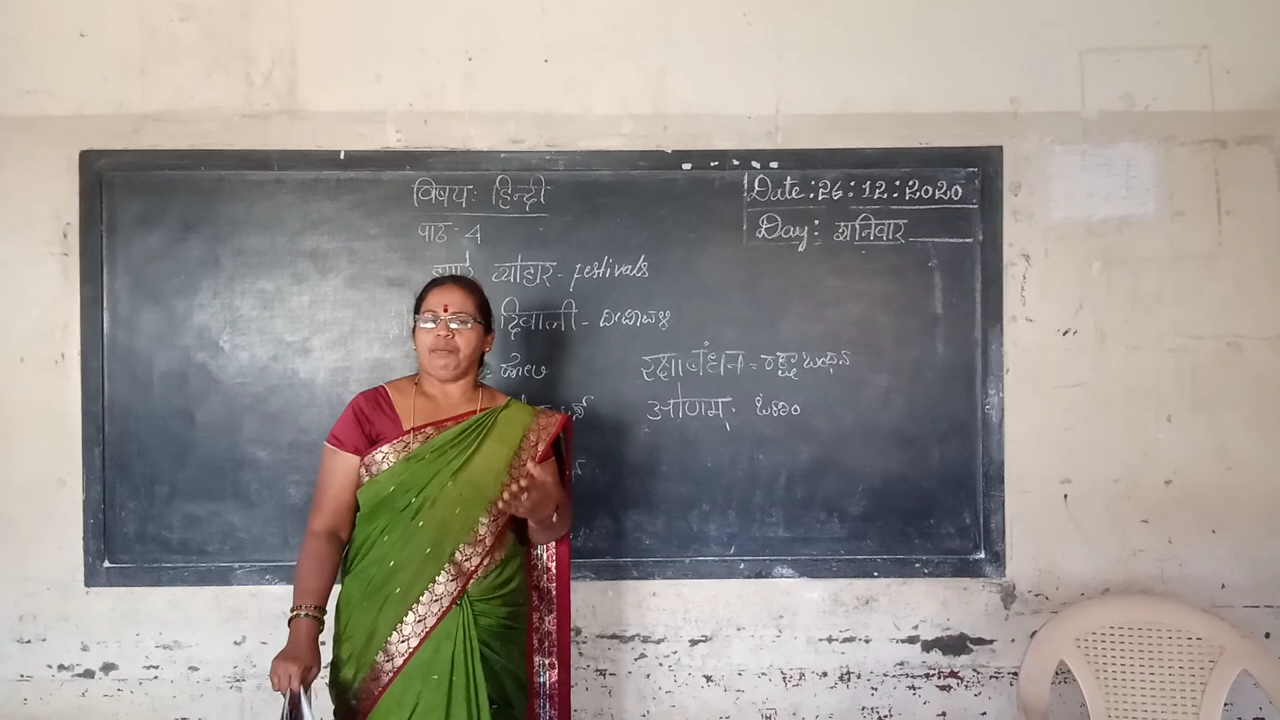 विषय: हिन्दी
Date: 26:12:2020
Day: शनिवार
पाठ - 4
त्योहार - festivals
दिवाली - ದೀಪಾವಳಿ
: ಹೋಳಿ
रक्षाबंधन = ರಕ್ಷಾ ಬಂಧನ
ओणम: ಓಣಂ